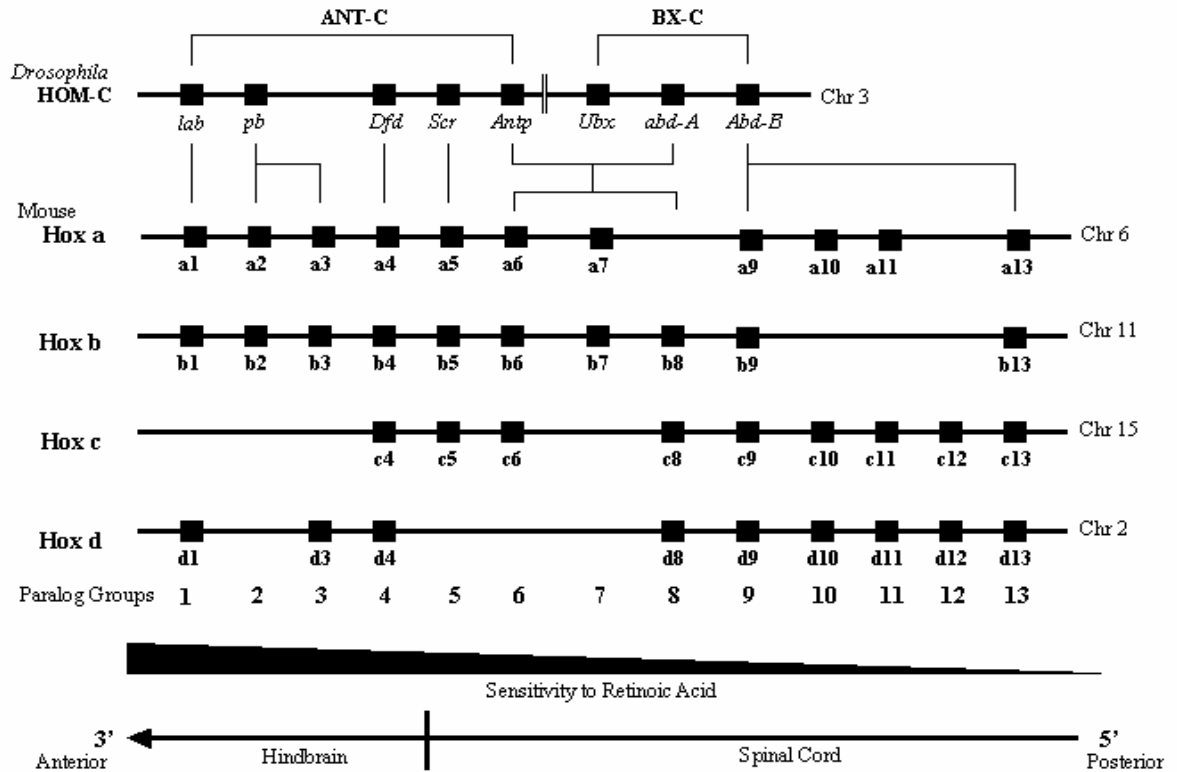 ANT-C BX-C
Drosophila
HOM-C Chr 3
lab pb Dfd Scr Antp Ubx abd-A Abd-B
Mouse
Hox a Chr 6
a1 a2 a3 a4 a5 a6 a7 a9 a10 a11 a13
Hox b Chr 11
b1 b2 b3 b4 b5 b6 b7 b8 b9 b13
Hox c Chr 15
c4 c5 c6 c8 c9 c10 c11 c12 c13
Hox d Chr 2
d1 d3 d4 d8 d9 d10 d11 d12 d13
Paralog Groups 1 2 3 4 5 6 7 8 9 10 11 12 13
Sensitivity to Retinoic Acid
3’ 5’
Anterior Hindbrain Spinal Cord Posterior